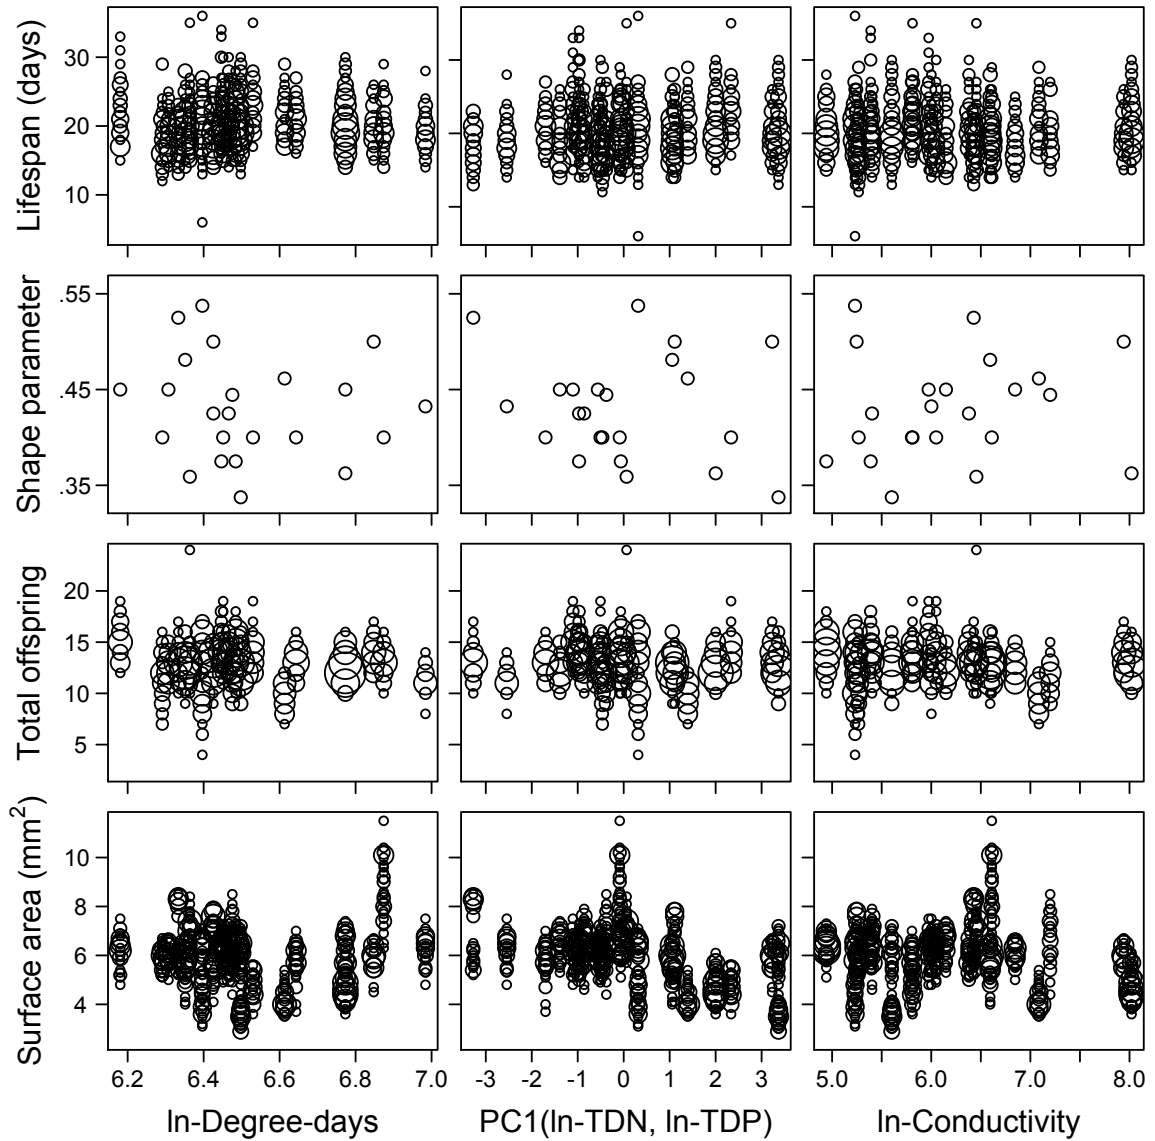 Lifespan (days)
30
20
10
Shape parameter
.55
.45
.35
Total offspring
20
15
10
5
Surface area (mm²)
10
8
6
4
6.2 6.4 6.6 6.8 7.0
-3 -2 -1 0 1 2 3
5.0 6.0 7.0 8.0
ln-Degree-days
PC1(ln-TDN, ln-TDP)
ln-Conductivity